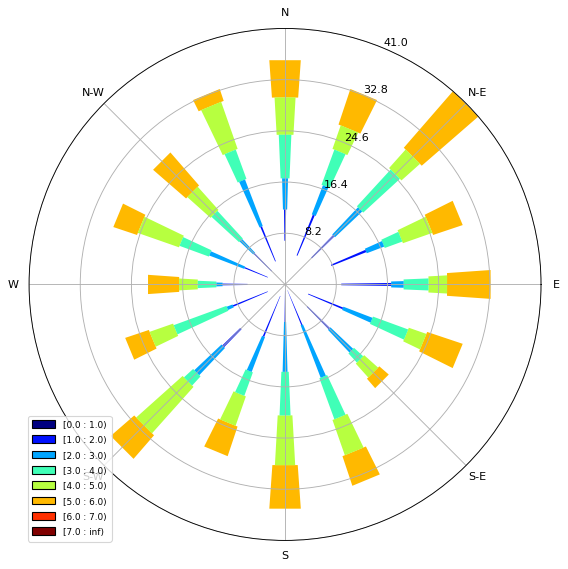 N
41.0
N-W
32.8
N-E
24.6
16.4
8.2
W
E
[0.0 : 1.0)
[1.0 : 2.0)
[2.0 : 3.0)
[3.0 : 4.0)
S-W
S-E
[4.0 : 5.0)
[5.0 : 6.0)
[6.0 : 7.0)
[7.0 : inf)
S